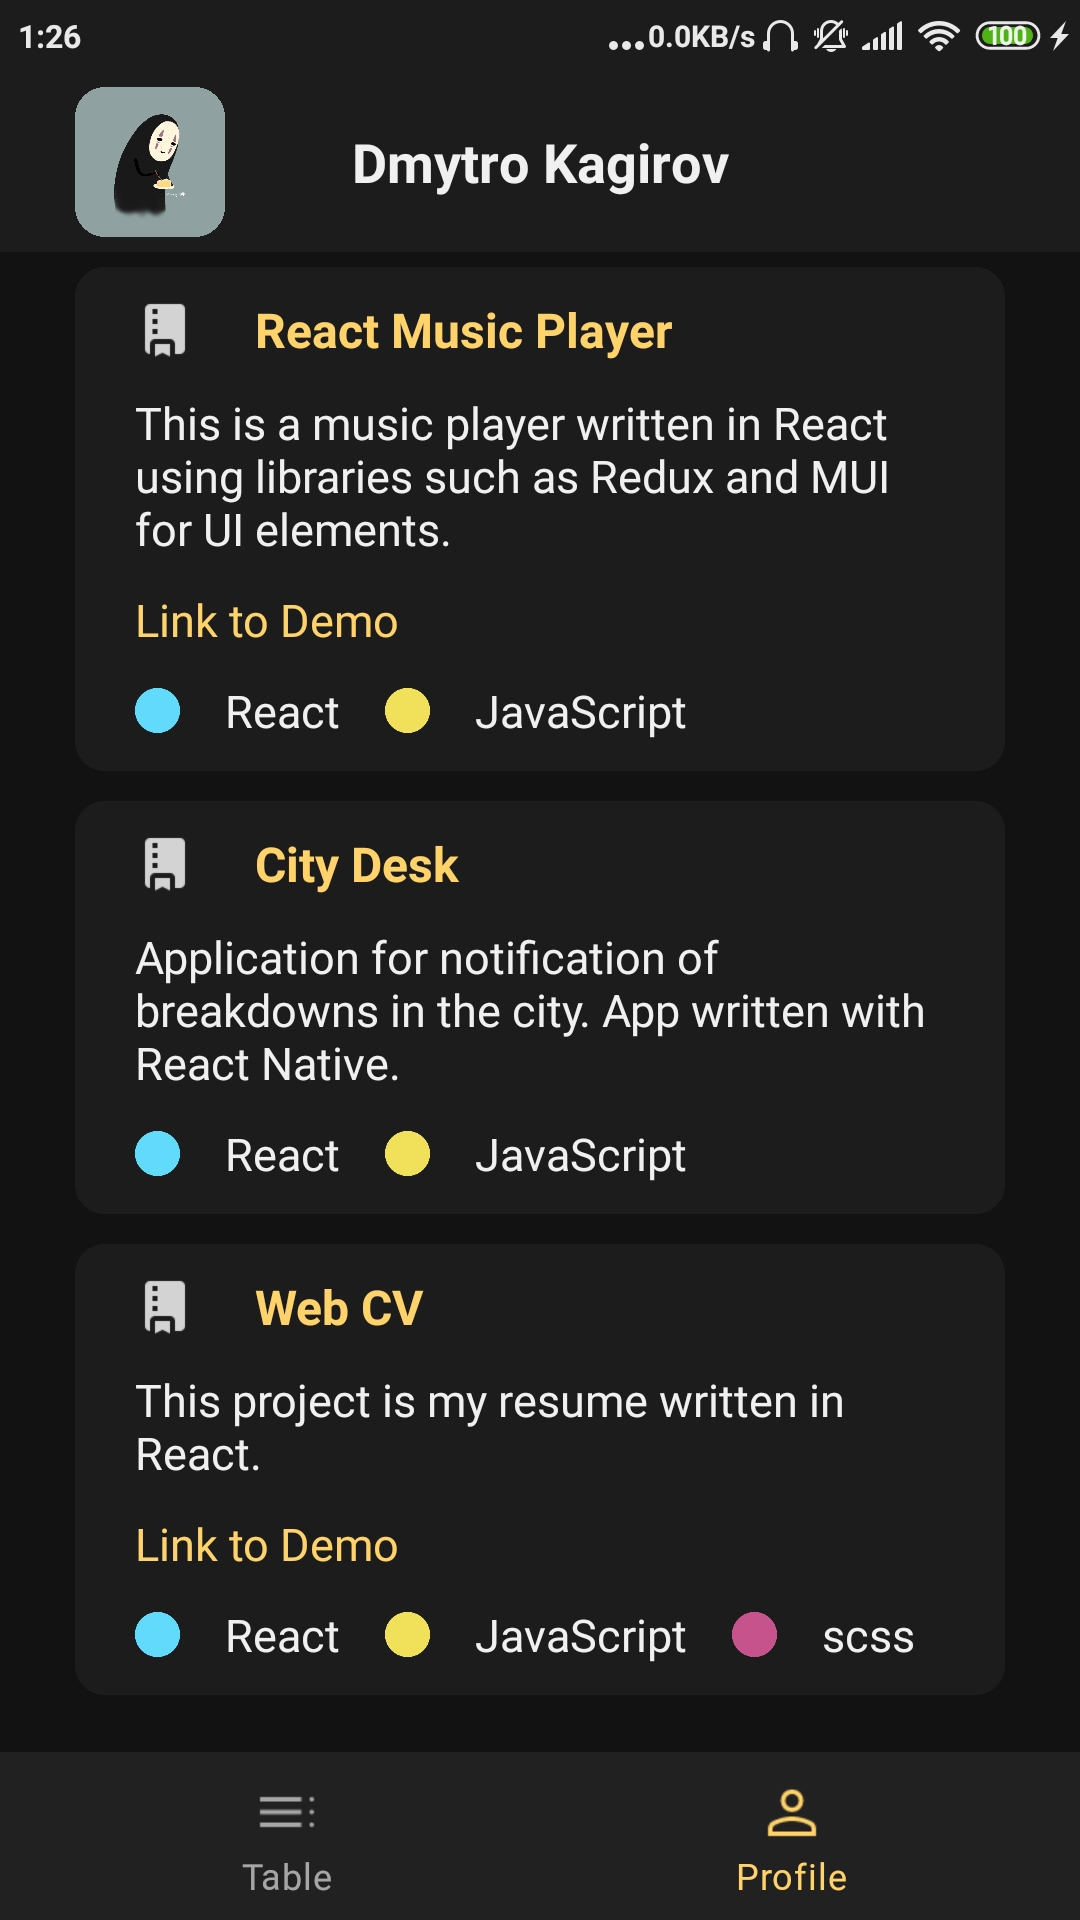 1:26
...0.0KB/s
100
Dmytro Kagirov
React Music Player
This is a music player written in React
using libraries such as Redux and MUI
for UI elements.
Link to Demo
React JavaScript
City Desk
Application for notification of
breakdowns in the city. App written with
React Native.
React JavaScript
Web CV
This project is my resume written in
React.
Link to Demo
React JavaScript scss
Table Profile